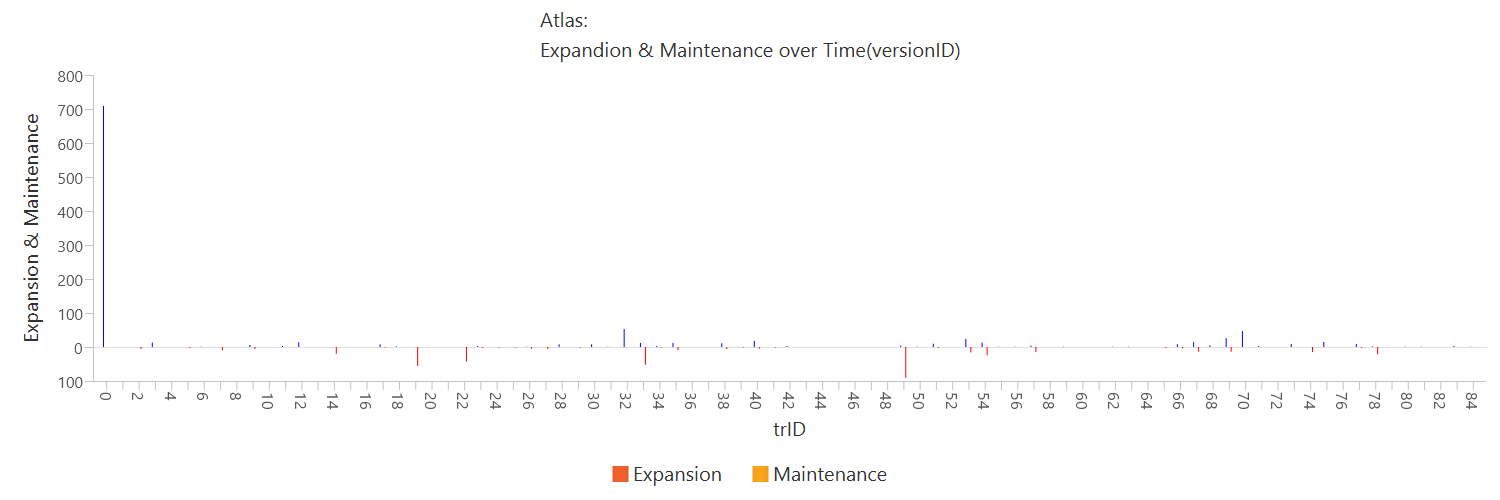 Atlas:
Expandion & Maintenance over Time(versionID)
Expansion & Maintenance
800
700
600
500
400
300
200
100
0
100
0 2 4 6 8 10 12 14 16 18 20 22 24 26 28 30 32 34 36 38 40 42 44 46 48 50 52 54 56 58 60 62 64 66 68 70 72 74 76 78 80 82 84
trID
Expansion Maintenance